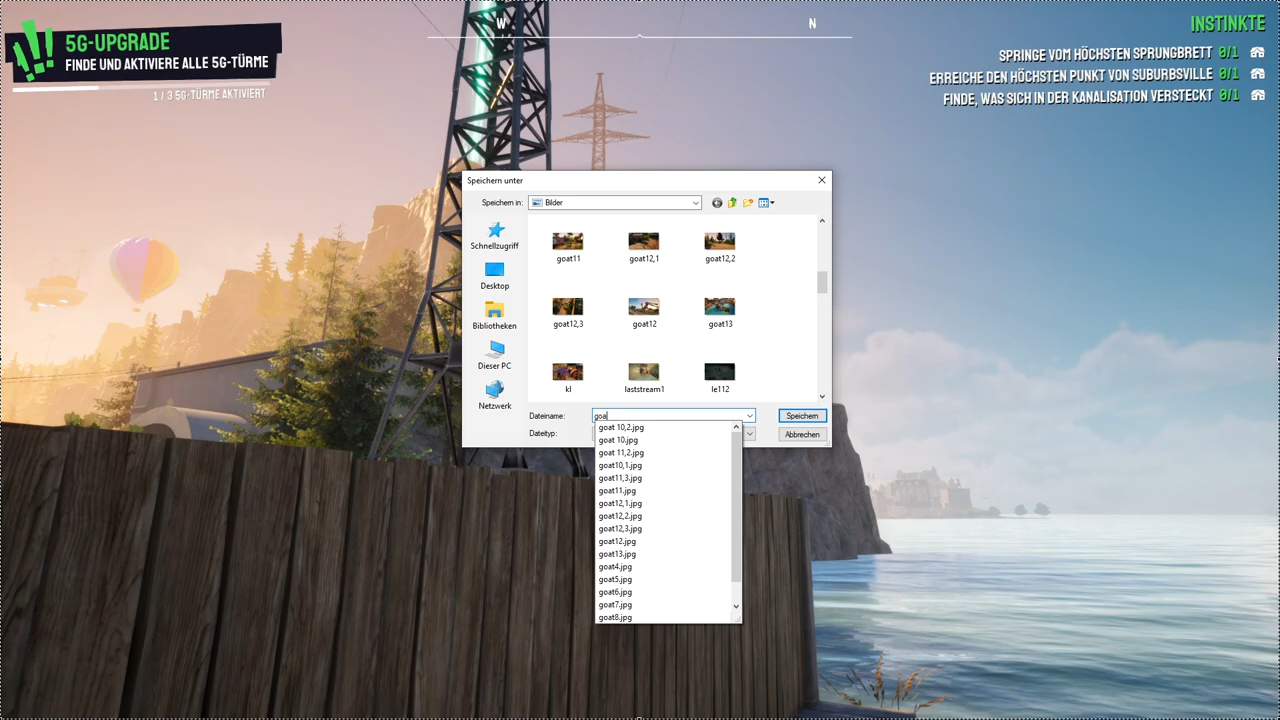 W
N
5G-UPGRADE
FINDE UND AKTIVIERE ALLE 5G-TÜRME
1 / 3 5G-TÜRME AKTIVIERT
INSTINKTE
SPRINGE VOM HÖCHSTEN SPRUNGBRETT 0/1
ERREICHE DEN HÖCHSTEN PUNKT VON SUBURBSVILLE 0/1
FINDE, WAS SICH IN DER KANALISATION VERSTECKT 0/1
Speichern unter
Speichern in:
Bilder
Schnellzugriff
Desktop
Bibliotheken
Dieser PC
Netzwerk
goat11
goat12,1
goat12,2
goat12,3
goat12
goat13
kl
laststream1
le112
Dateiname:
goa
Speichern
Dateityp:
Abbrechen
goat 10,2.jpg
goat 10.jpg
goat 11,2.jpg
goat10,1.jpg
goat11,3.jpg
goat11.jpg
goat12,1.jpg
goat12,2.jpg
goat12,3.jpg
goat12.jpg
goat13.jpg
goat4.jpg
goat5.jpg
goat6.jpg
goat7.jpg
goat8.jpg